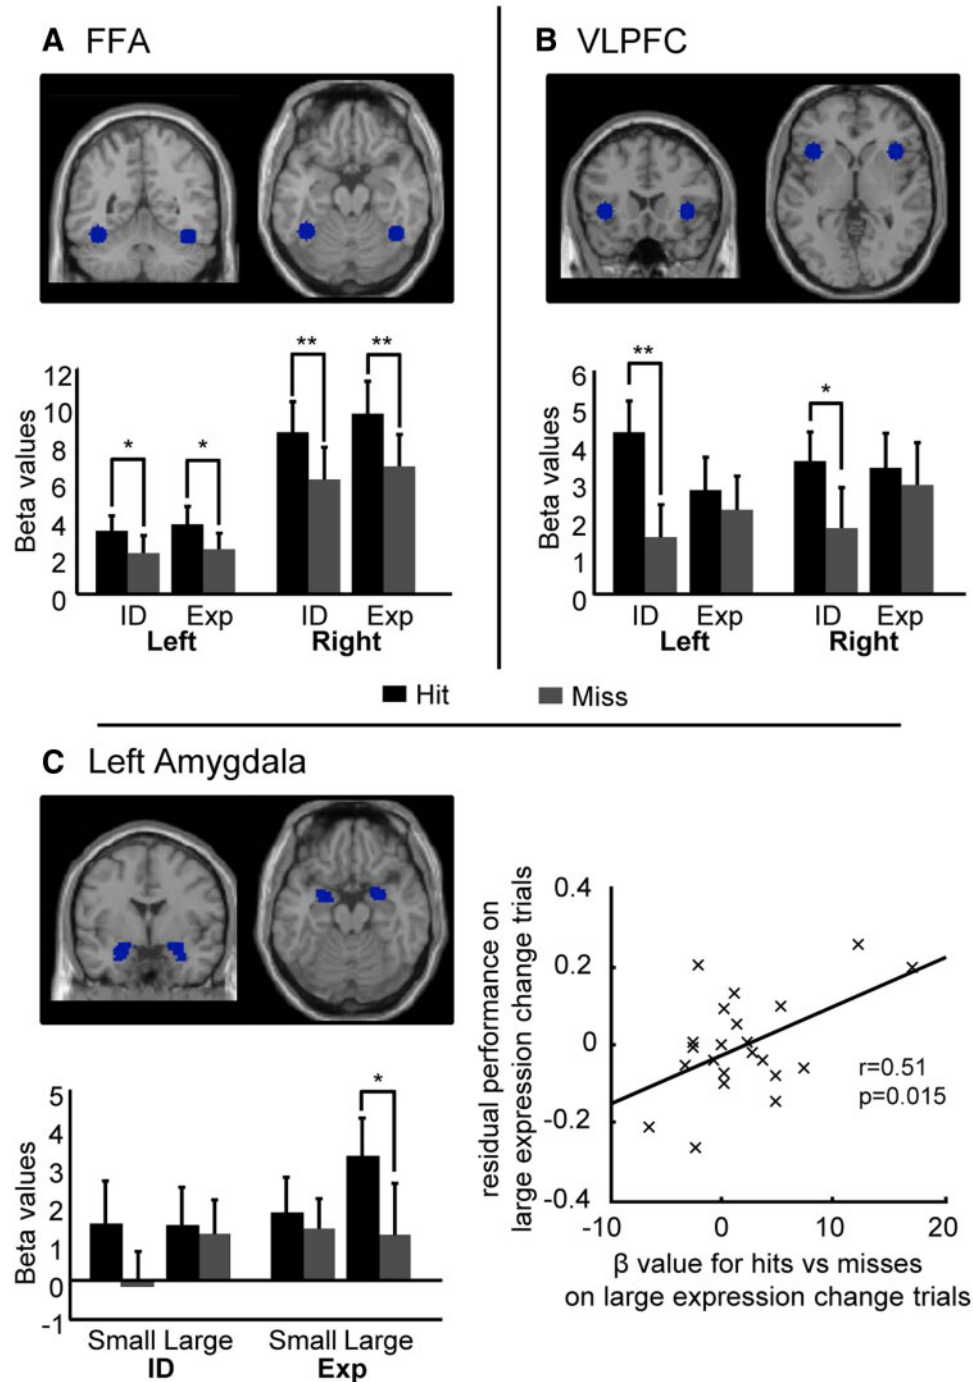 A FFA
B VLPFC
** **
* *
12
10
8
6
4
2
0
Beta values
ID Exp ID Exp
Left Right
**
*
6
5
4
3
2
1
0
Beta values
ID Exp ID Exp
Left Right
Hit Miss
C Left Amygdala
*
5
4
3
2
1
0
-1
Beta values
Small Large Small Large
ID Exp
residual performance on
large expression change trials
0.4
0.2
0
-0.2
-0.4
r=0.51
p=0.015
-10 0 10 20
β value for hits vs misses
on large expression change trials